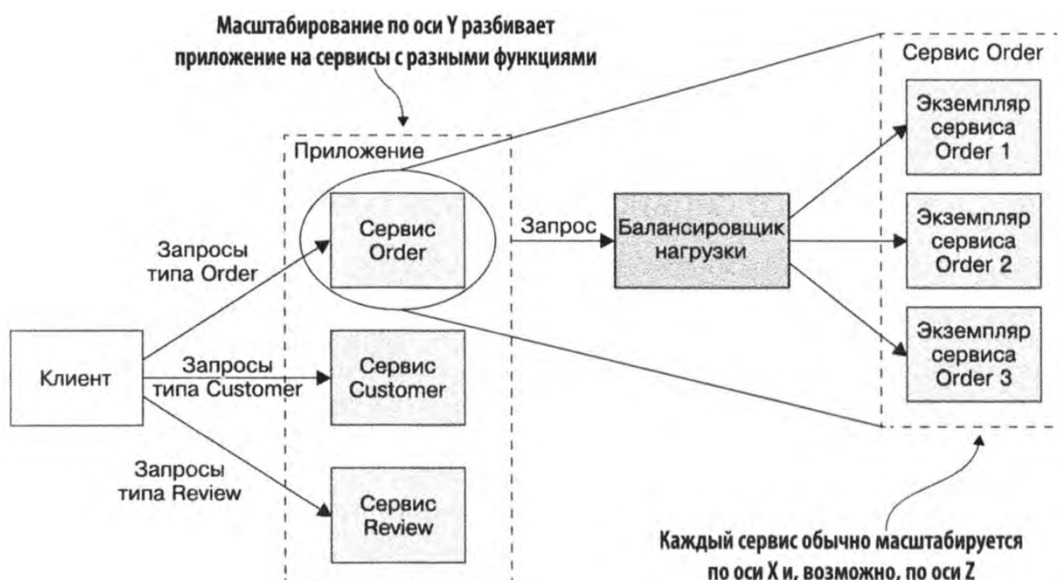 Масштабирование по оси Y разбивает
приложение на сервисы с разными функциями
Сервис Order
Экземпляр
сервиса
Order 1
Приложение
Сервис
Order
Запрос
Балансировщик
нагрузки
Экземпляр
сервиса
Order 2
Запросы
типа Order
Экземпляр
сервиса
Order 3
Клиент
Запросы
типа Customer
Сервис
Customer
Запросы
типа Review
Сервис
Review
Каждый сервис обычно масштабируется
по оси X и, возможно, по оси Z